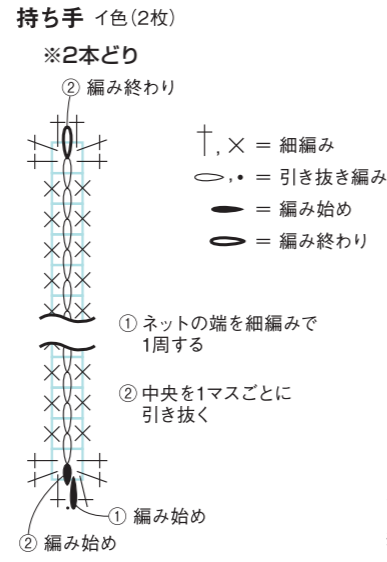 持ち手 イ色（2枚）
※2本どり
② 編み終わり
†, × ＝ 細編み
⬭, • ＝ 引き抜き編み
＝ 編み始め
＝ 編み終わり
① ネットの端を細編みで
1周する
② 中央を1マスごとに
引き抜く
① 編み始め
② 編み始め